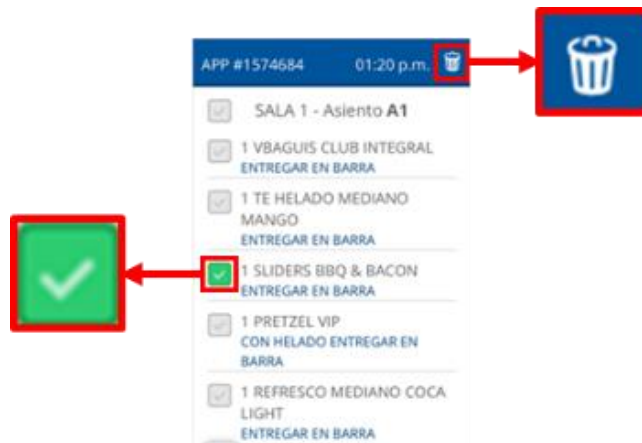 APP #1574684 01:20 p.m.
SALA 1 - Asiento A1
1 VBAGUIS CLUB INTEGRAL
ENTREGAR EN BARRA
1 TE HELADO MEDIANO
MANGO
ENTREGAR EN BARRA
1 SLIDERS BBQ & BACON
ENTREGAR EN BARRA
1 PRETZEL VIP
CON HELADO ENTREGAR EN
BARRA
1 REFRESCO MEDIANO COCA
LIGHT
ENTREGAR EN BARRA